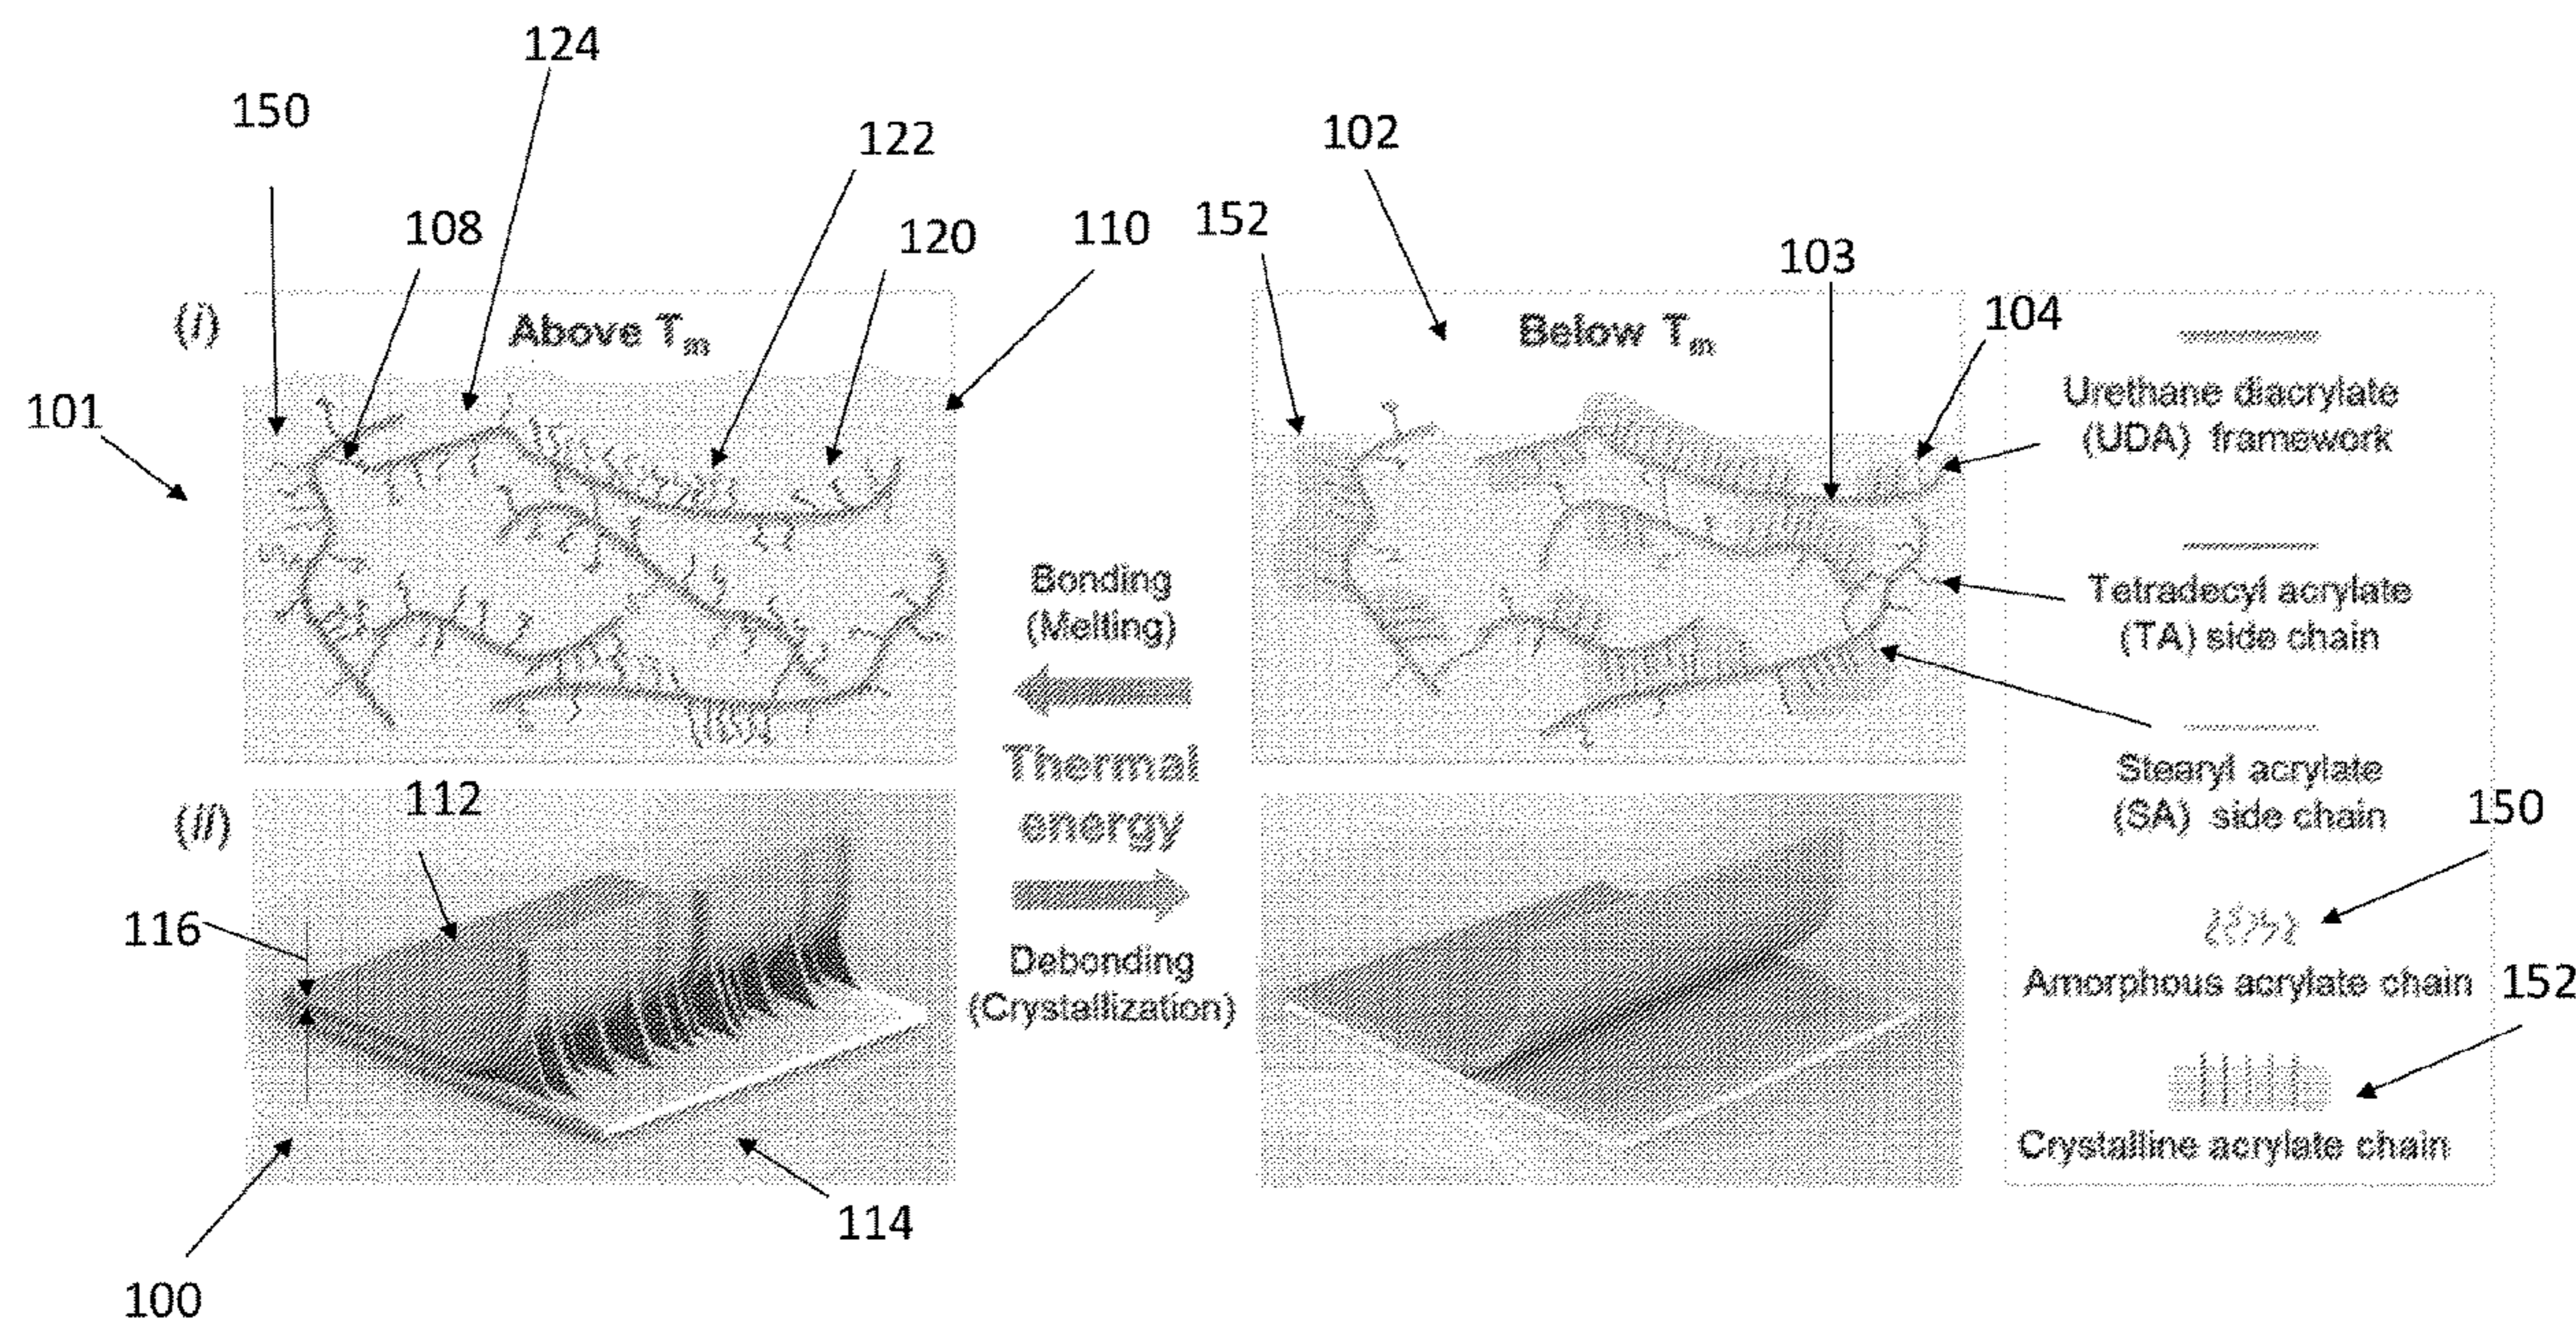 124
150
122
102
108
120
110
152
103
(i)
Above Tm
Below Tm
104
101
Urethane diacrylate
(UDA) framework
Bonding
(Melting)
Tetradecyl acrylate
(TA) side chain
Thermal
energy
Stearyl acrylate
(SA) side chain
150
(ii)
112
116
Debonding
(Crystallization)
Amorphous acrylate chain
152
Crystalline acrylate chain
114
100